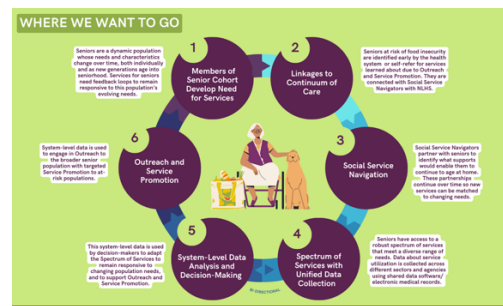 WHERE WE WANT TO GO
1
Members of
Senior Cohort
Develop Need
for Services
Seniors are a dynamic population
whose needs and characteristics
change over time, both individually
and as new generations age into
seniorhood. Services for seniors
need feedback loops to remain
responsive to this population's
evolving needs.
2
Linkages to
Continuum of
Care
Seniors at risk of food insecurity
are identified early by the health
system or self-refer for services
learned about due to Outreach
and Service Promotion. They are
connected with Social Service
Navigators with NLHS.
3
Social Service
Navigation
Social Service Navigators
partner with seniors to
identify what supports
would enable them to
continue to age at home.
These partnerships
continue over time so new
services can be matched
to changing needs.
4
Spectrum of
Services with
Unified Data
Collection
Seniors have access to a
robust spectrum of services
that meet a diverse range of
needs. Data about service
utilization is collected across
different sectors and agencies
using shared data software/
electronic medical records.
5
System-Level Data
Analysis and
Decision-Making
This system-level data is used
by decision-makers to adapt
the Spectrum of Services to
remain responsive to
changing population needs,
and to support Outreach and
Service Promotion.
6
Outreach and
Service
Promotion
System-level data is used
to engage in Outreach to
the broader senior
population with targeted
Service Promotion to at-
risk populations.
DIRECTIONAL